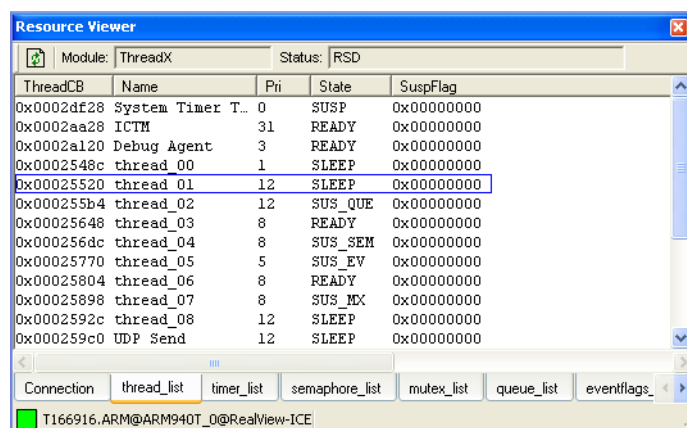 Resource Viewer
Module: ThreadX Status: RSD
ThreadCB Name Pri State SuspFlag
0x0002df28 System Timer T... 0 SUSP 0x00000000
0x0002aa28 ICTM 31 READY 0x00000000
0x0002a120 Debug Agent 3 READY 0x00000000
0x0002548c thread_00 1 SLEEP 0x00000000
0x00025520 thread_01 12 SLEEP 0x00000000
0x000255b4 thread_02 12 SUS_QUE 0x00000000
0x00025648 thread_03 8 READY 0x00000000
0x000256dc thread_04 8 SUS_SEM 0x00000000
0x00025770 thread_05 5 SUS_EV 0x00000000
0x00025804 thread_06 8 READY 0x00000000
0x00025898 thread_07 8 SUS_MX 0x00000000
0x0002592c thread_08 12 SLEEP 0x00000000
0x000259c0 UDP Send 12 SLEEP 0x00000000
Connection thread_list timer_list semaphore_list mutex_list queue_list eventflags_
T166916.ARM@ARM940T_0@RealView-ICE